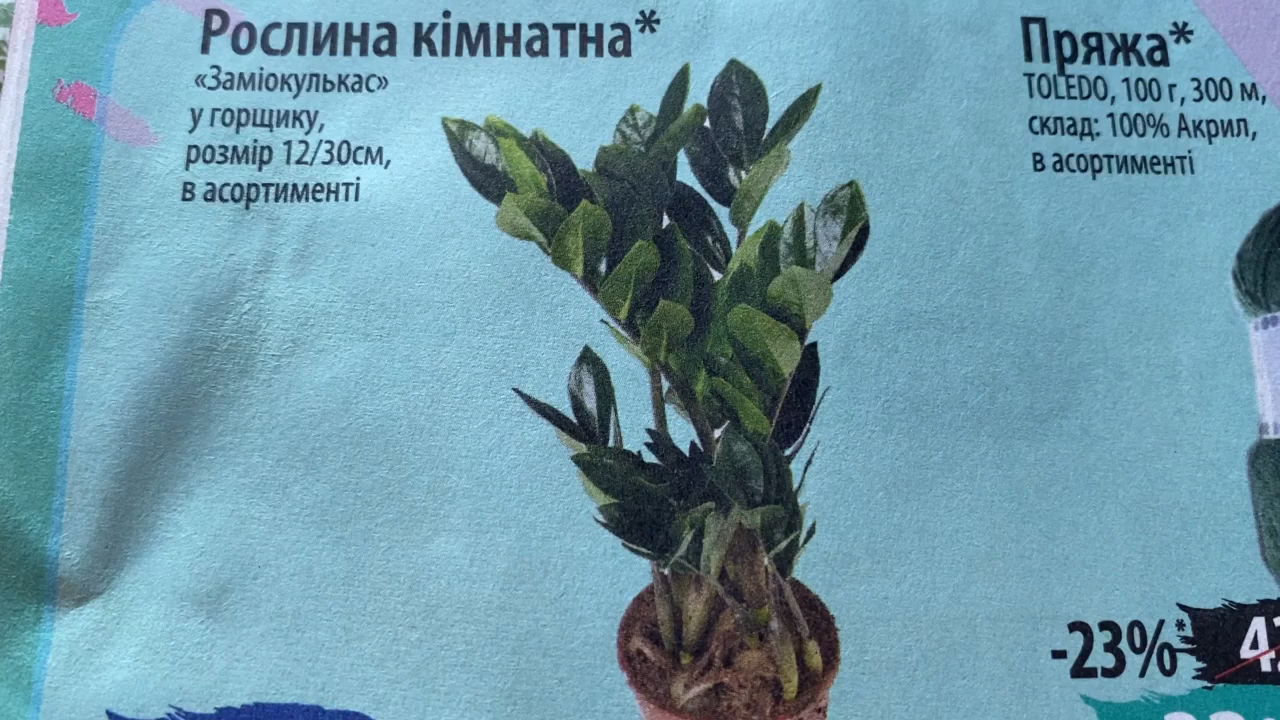 Рослина кімнатна*
«Заміокулькас»
у горщику,
розмір 12/30см,
в асортименті
Пряжа*
TOLEDO, 100 г, 300 м,
склад: 100% Акрил,
в асортименті
-23%*